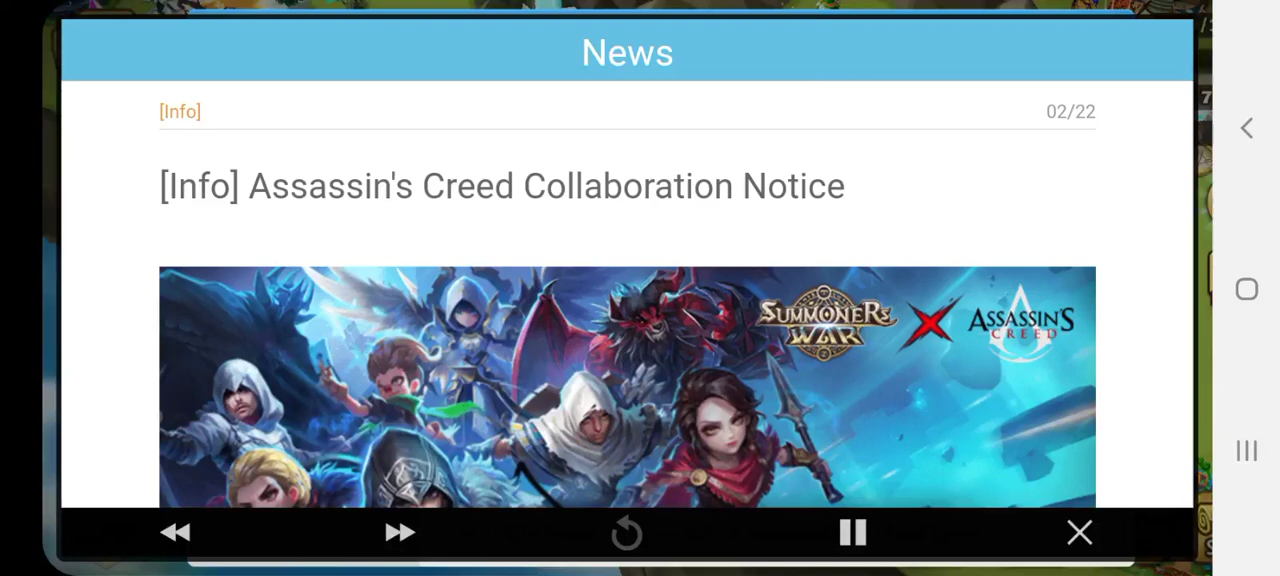 News
[Info]
02/22
[Info] Assassin's Creed Collaboration Notice
SUMMONERS
WAR
X
ASSASSIN'S
CREED